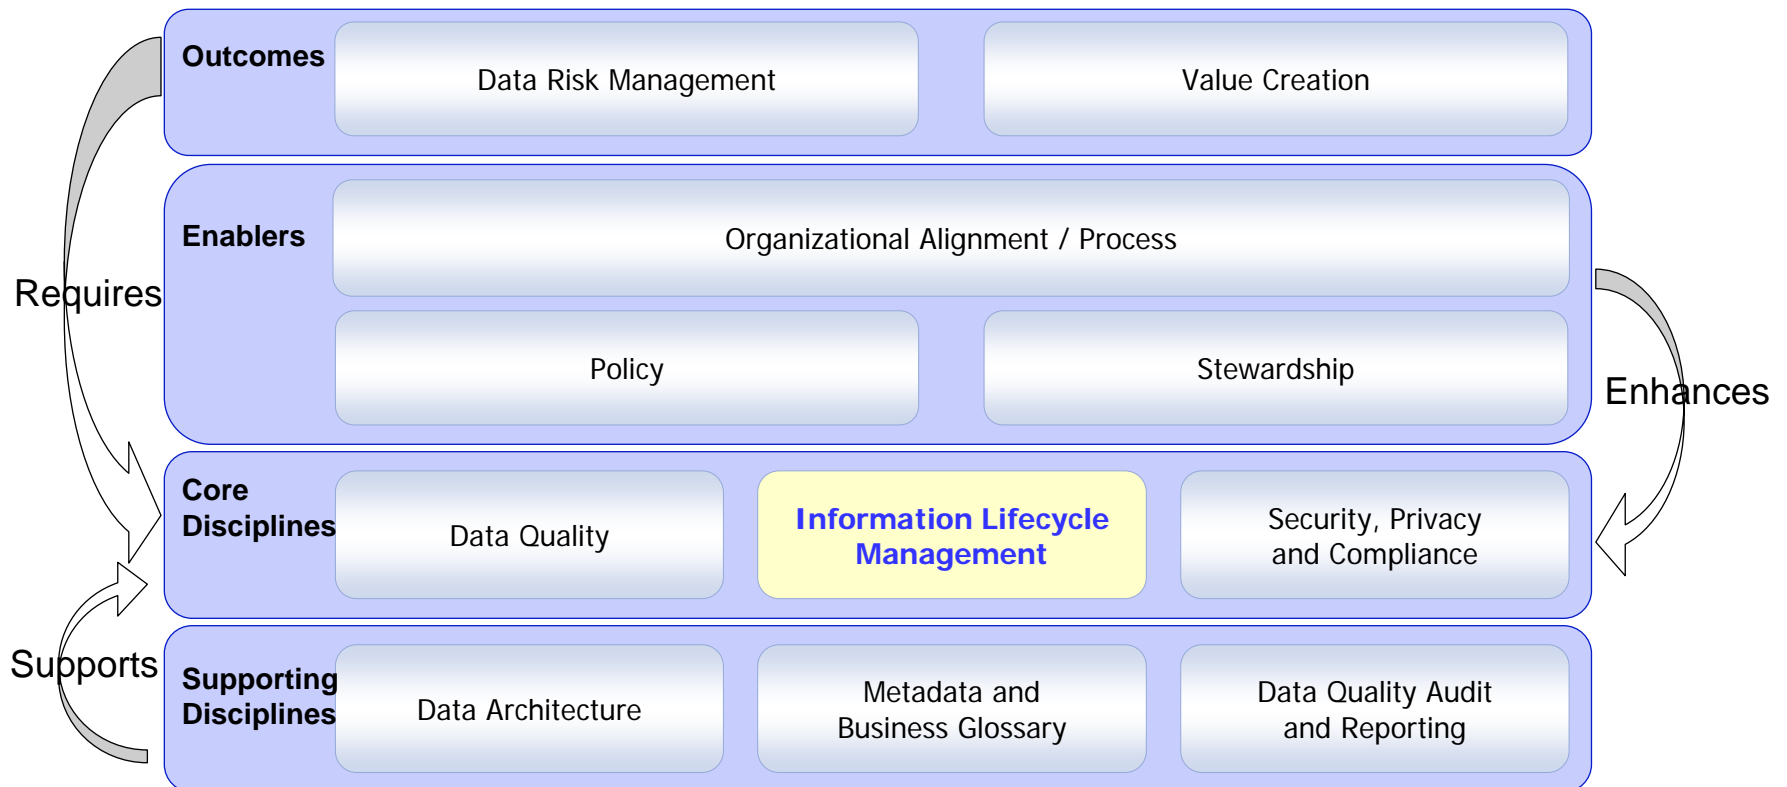 Outcomes
Data Risk Management
Value Creation
Enablers
Organizational Alignment / Process
Requires
Policy
Stewardship
Enhances
Core
Disciplines
Data Quality
Information Lifecycle
Management
Security, Privacy
and Compliance
Supports
Supporting
Disciplines
Data Architecture
Metadata and
Business Glossary
Data Quality Audit
and Reporting